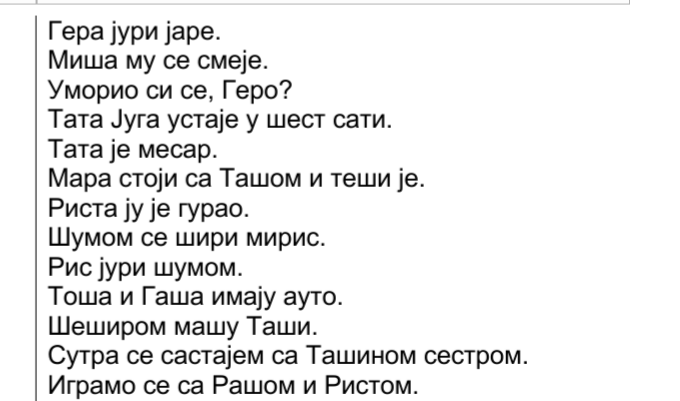 Гера јури јаре.
Миша му се смеје.
Уморио си се, Геро?
Тата Југа устаје у шест сати.
Тата је месар.
Мара стоји са Ташом и теши је.
Риста ју је гурао.
Шумом се шири мирис.
Рис јури шумом.
Тоша и Гаша имају ауто.
Шеширом машу Таши.
Сутра се састајем са Ташином сестром.
Играмо се са Рашом и Ристом.